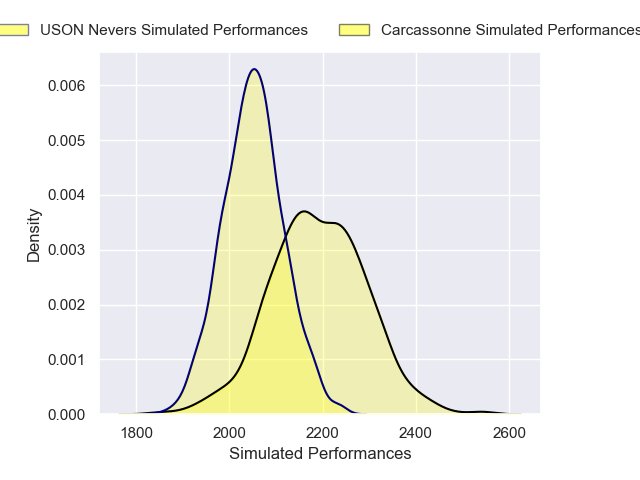 USON Nevers Simulated Performances Carcassonne Simulated Performances
0.006
0.005
0.004
0.003
0.002
0.001
0.000
Density
1800 2000 2200 2400 2600
Simulated Performances